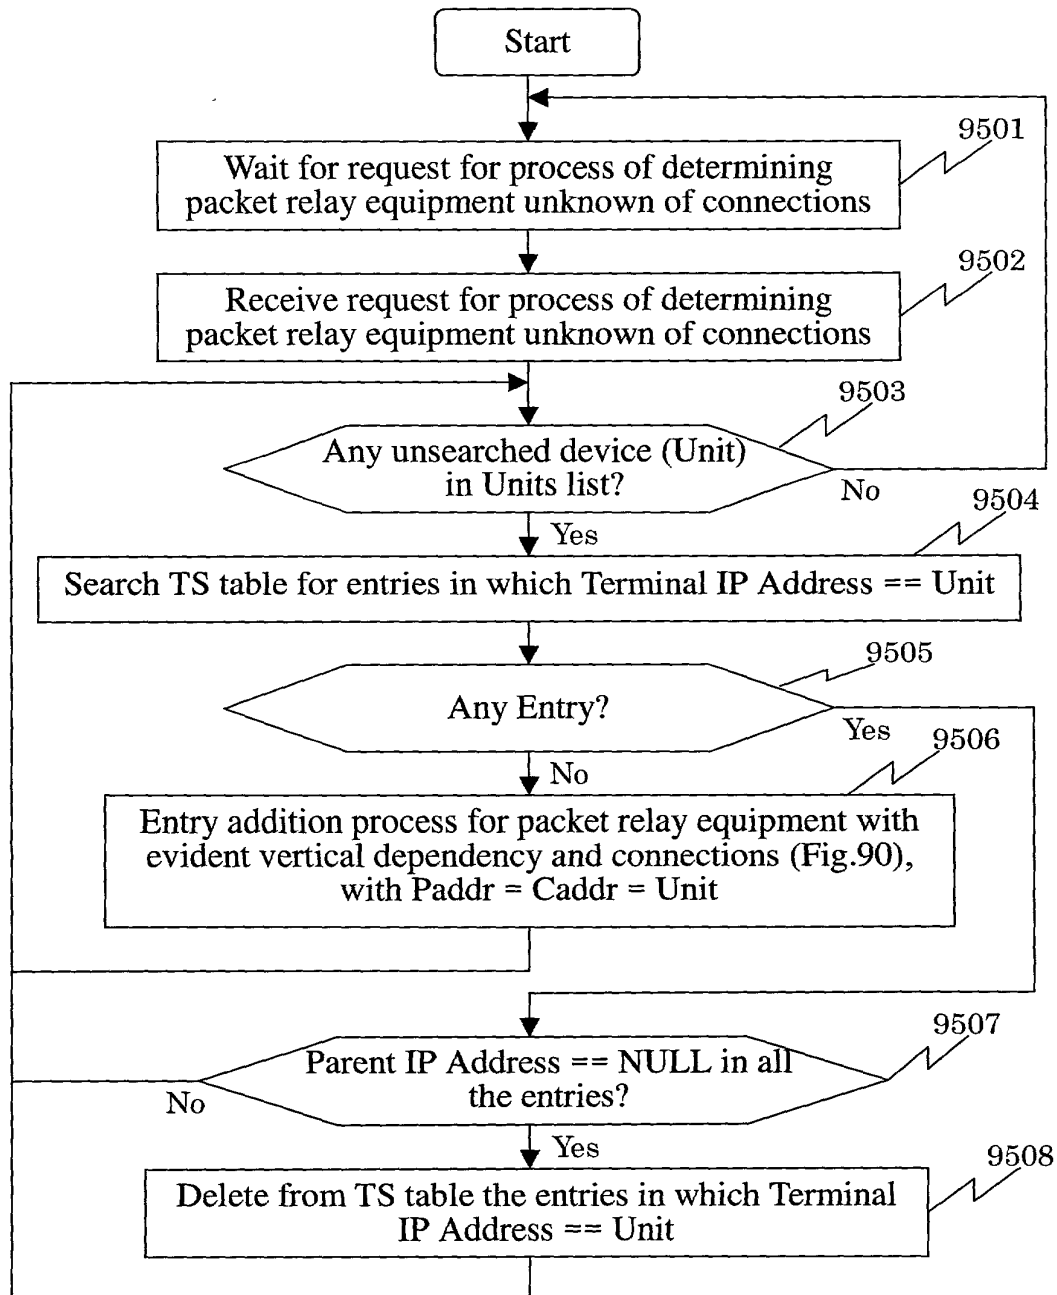 Start
9501
Wait for request for process of determining
packet relay equipment unknown of connections
9502
Receive request for process of determining
packet relay equipment unknown of connections
9503
Any unsearched device (Unit)
in Units list?
No
Yes
9504
Search TS table for entries in which Terminal IP Address == Unit
9505
Any Entry?
Yes
No
9506
Entry addition process for packet relay equipment with
evident vertical dependency and connections (Fig.90),
with Paddr = Caddr = Unit
9507
Parent IP Address == NULL in all
the entries?
No
Yes
9508
Delete from TS table the entries in which Terminal
IP Address == Unit